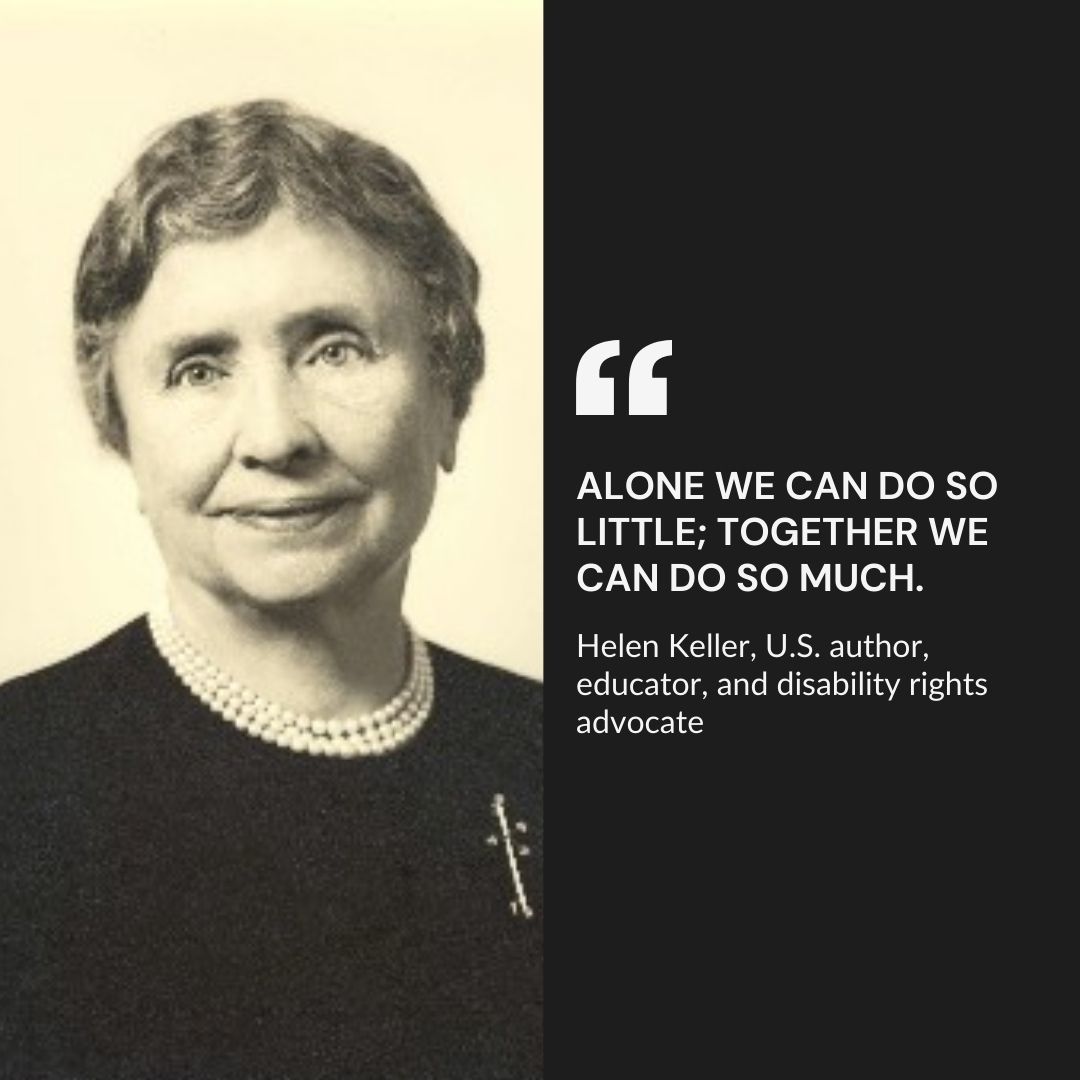 “
ALONE WE CAN DO SO
LITTLE; TOGETHER WE
CAN DO SO MUCH.
Helen Keller, U.S. author,
educator, and disability rights
advocate